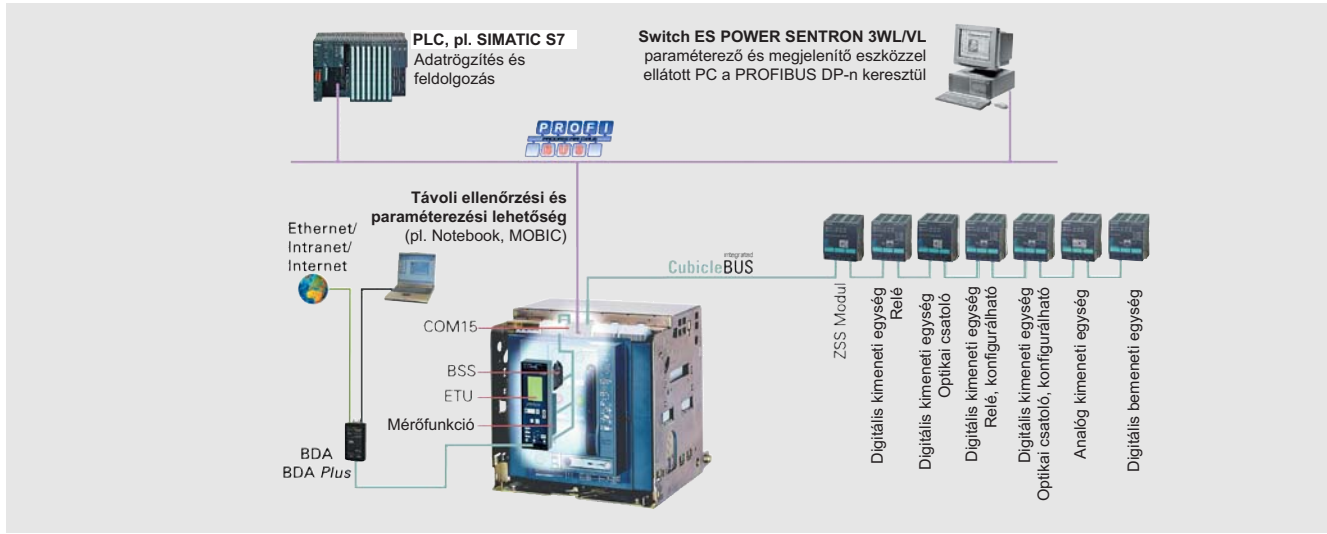 PLC, pl. SIMATIC S7
Adatrögzítés és
feldolgozás
Switch ES POWER SENTRON 3WL/VL
paraméterező és megjelenítő eszközzel
ellátott PC a PROFIBUS DP-n keresztül
PROFI
BUS
Távoli ellenőrzési és
paraméterezési lehetőség
(pl. Notebook, MOBIC)
Ethernet/
Intranet/
Internet
integrated
CubicleBUS
COM15
BSS
ETU
Mérőfunkció
BDA
BDA Plus
ZSS Modul
Digitális kimeneti egység
Relé
Digitális kimeneti egység
Optikai csatoló
Digitális kimeneti egység
Relé, konfigurálható
Digitális kimeneti egység
Optikai csatoló, konfigurálható
Analóg kimeneti egység
Digitális bemeneti egység